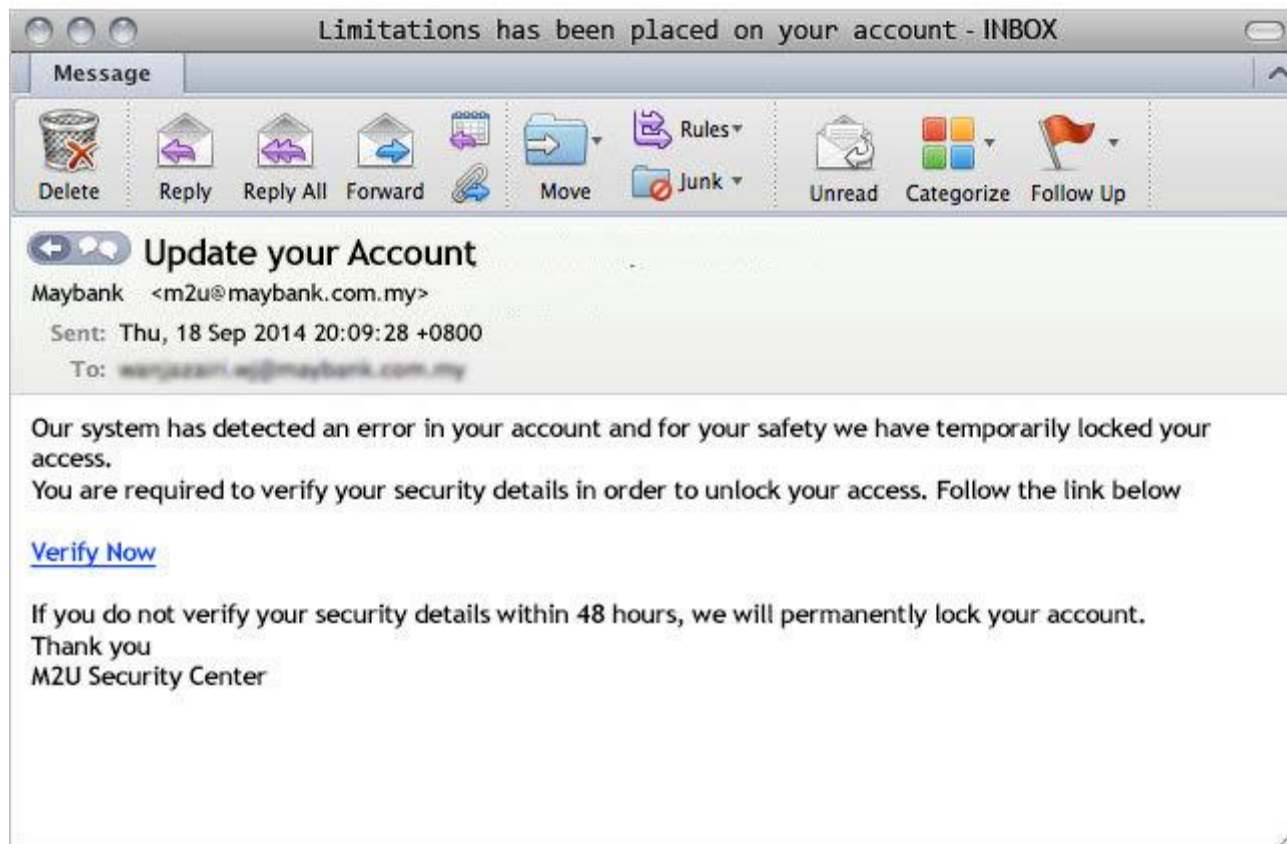 Limitations has been placed on your account - INBOX
Message
Delete
Reply
Reply All
Forward
Move
Rules
Junk
Unread
Categorize
Follow Up
Update your Account
Maybank <m2u@maybank.com.my>
Sent: Thu, 18 Sep 2014 20:09:28 +0800
To:
Our system has detected an error in your account and for your safety we have temporarily locked your
access.
You are required to verify your security details in order to unlock your access. Follow the link below
Verify Now
If you do not verify your security details within 48 hours, we will permanently lock your account.
Thank you
M2U Security Center